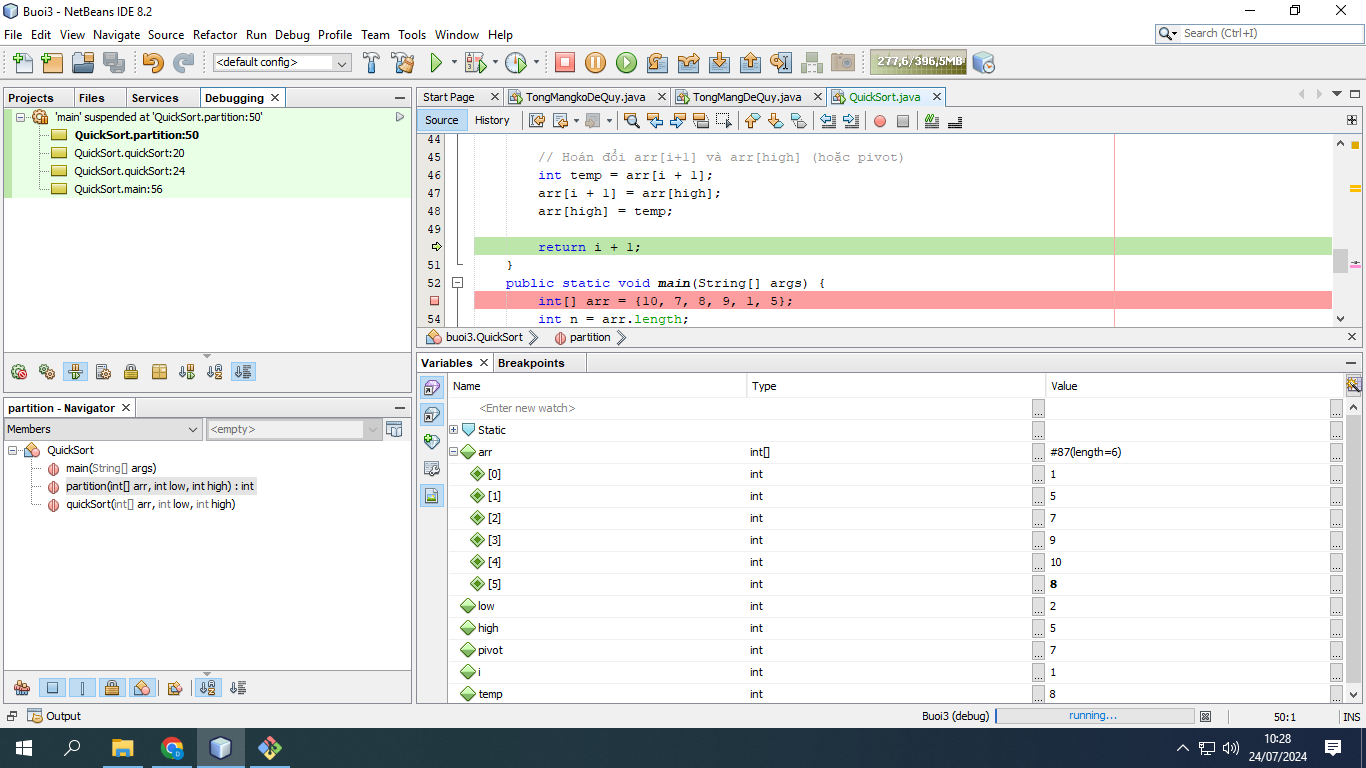 Buoi3 - NetBeans IDE 8.2
File Edit View Navigate Source Refactor Run Debug Profile Team Tools Window Help
Search (Ctrl+I)
<default config>
277,6/396,5MB
Projects Files Services Debugging
'main' suspended at 'QuickSort.partition:50'
QuickSort.partition:50
QuickSort.quickSort:20
QuickSort.quickSort:24
QuickSort.main:56
partition - Navigator
Members
<empty>
QuickSort
main(String[] args)
partition(int[] arr, int low, int high) : int
quickSort(int[] arr, int low, int high)
Start Page TongMangkoDeQuy.java TongMangDeQuy.java QuickSort.java
Source History
44
45 // Hoán đổi arr[i+1] và arr[high] (hoặc pivot)
46 int temp = arr[i + 1];
47 arr[i + 1] = arr[high];
48 arr[high] = temp;
49
return i + 1;
51 }
52 public static void main(String[] args) {
int[] arr = {10, 7, 8, 9, 1, 5};
54 int n = arr.length;
buoi3.QuickSort partition
Variables Breakpoints
Name Type Value
<Enter new watch>
Static
arr int[] #87(length=6)
[0] int 1
[1] int 5
[2] int 7
[3] int 9
[4] int 10
[5] int 8
low int 2
high int 5
pivot int 7
i int 1
temp int 8
Output
Buoi3 (debug) running... 50:1 INS
10:28
24/07/2024